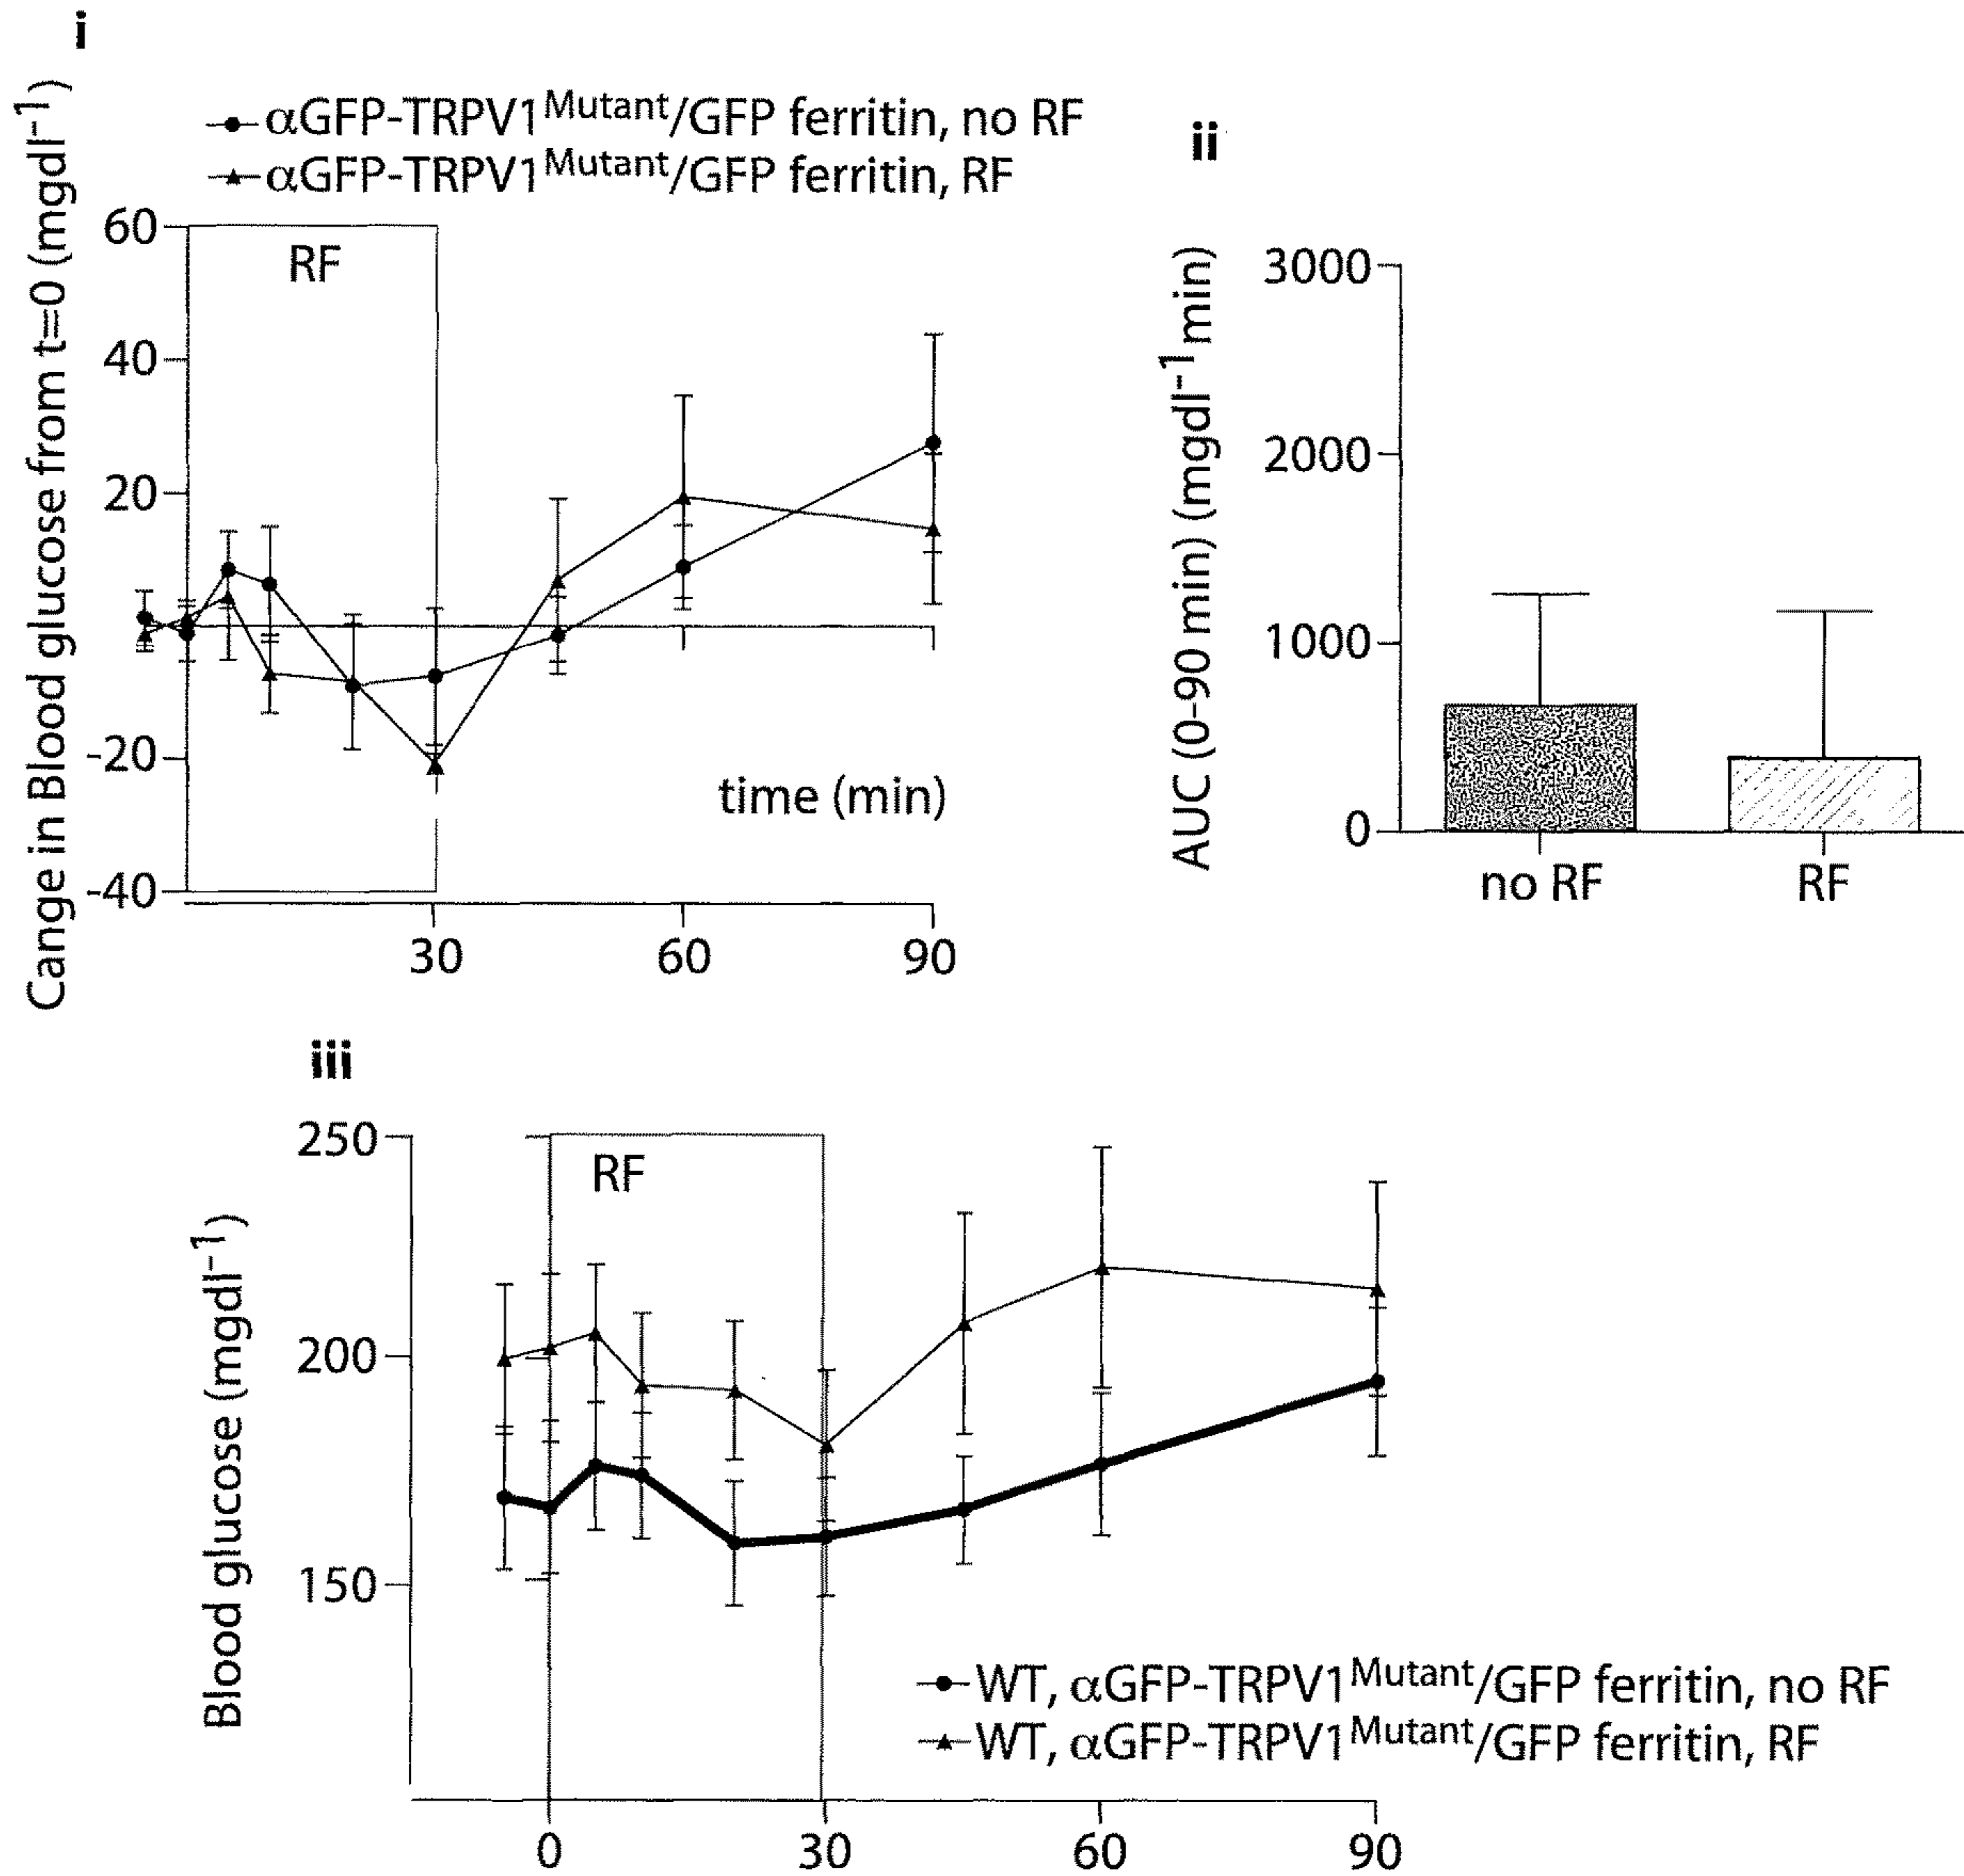 i
αGFP-TRPV1Mutant/GFP ferritin, no RF
αGFP-TRPV1Mutant/GFP ferritin, RF
Cange in Blood glucose from t=0 (mgdl-1)
60
40
20
-20
-40
RF
time (min)
30 60 90
ii
AUC (0-90 min) (mgdl-1min)
3000
2000
1000
0
no RF RF
iii
Blood glucose (mgdl-1)
250
200
150
RF
WT, αGFP-TRPV1Mutant/GFP ferritin, no RF
WT, αGFP-TRPV1Mutant/GFP ferritin, RF
0 30 60 90